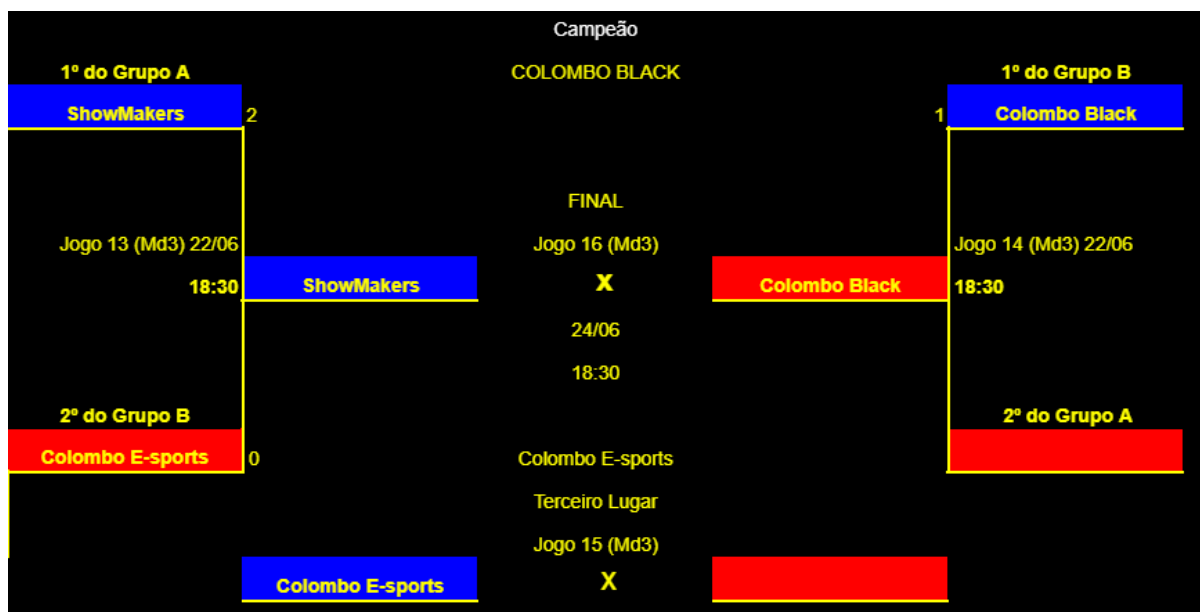 Campeão
1º do Grupo A
COLOMBO BLACK
1º do Grupo B
ShowMakers
2
1
Colombo Black
FINAL
Jogo 13 (Md3) 22/06
Jogo 16 (Md3)
Jogo 14 (Md3) 22/06
18:30
ShowMakers
X
Colombo Black
18:30
24/06
18:30
2º do Grupo B
2º do Grupo A
Colombo E-sports
0
Colombo E-sports
Terceiro Lugar
Jogo 15 (Md3)
Colombo E-sports
X